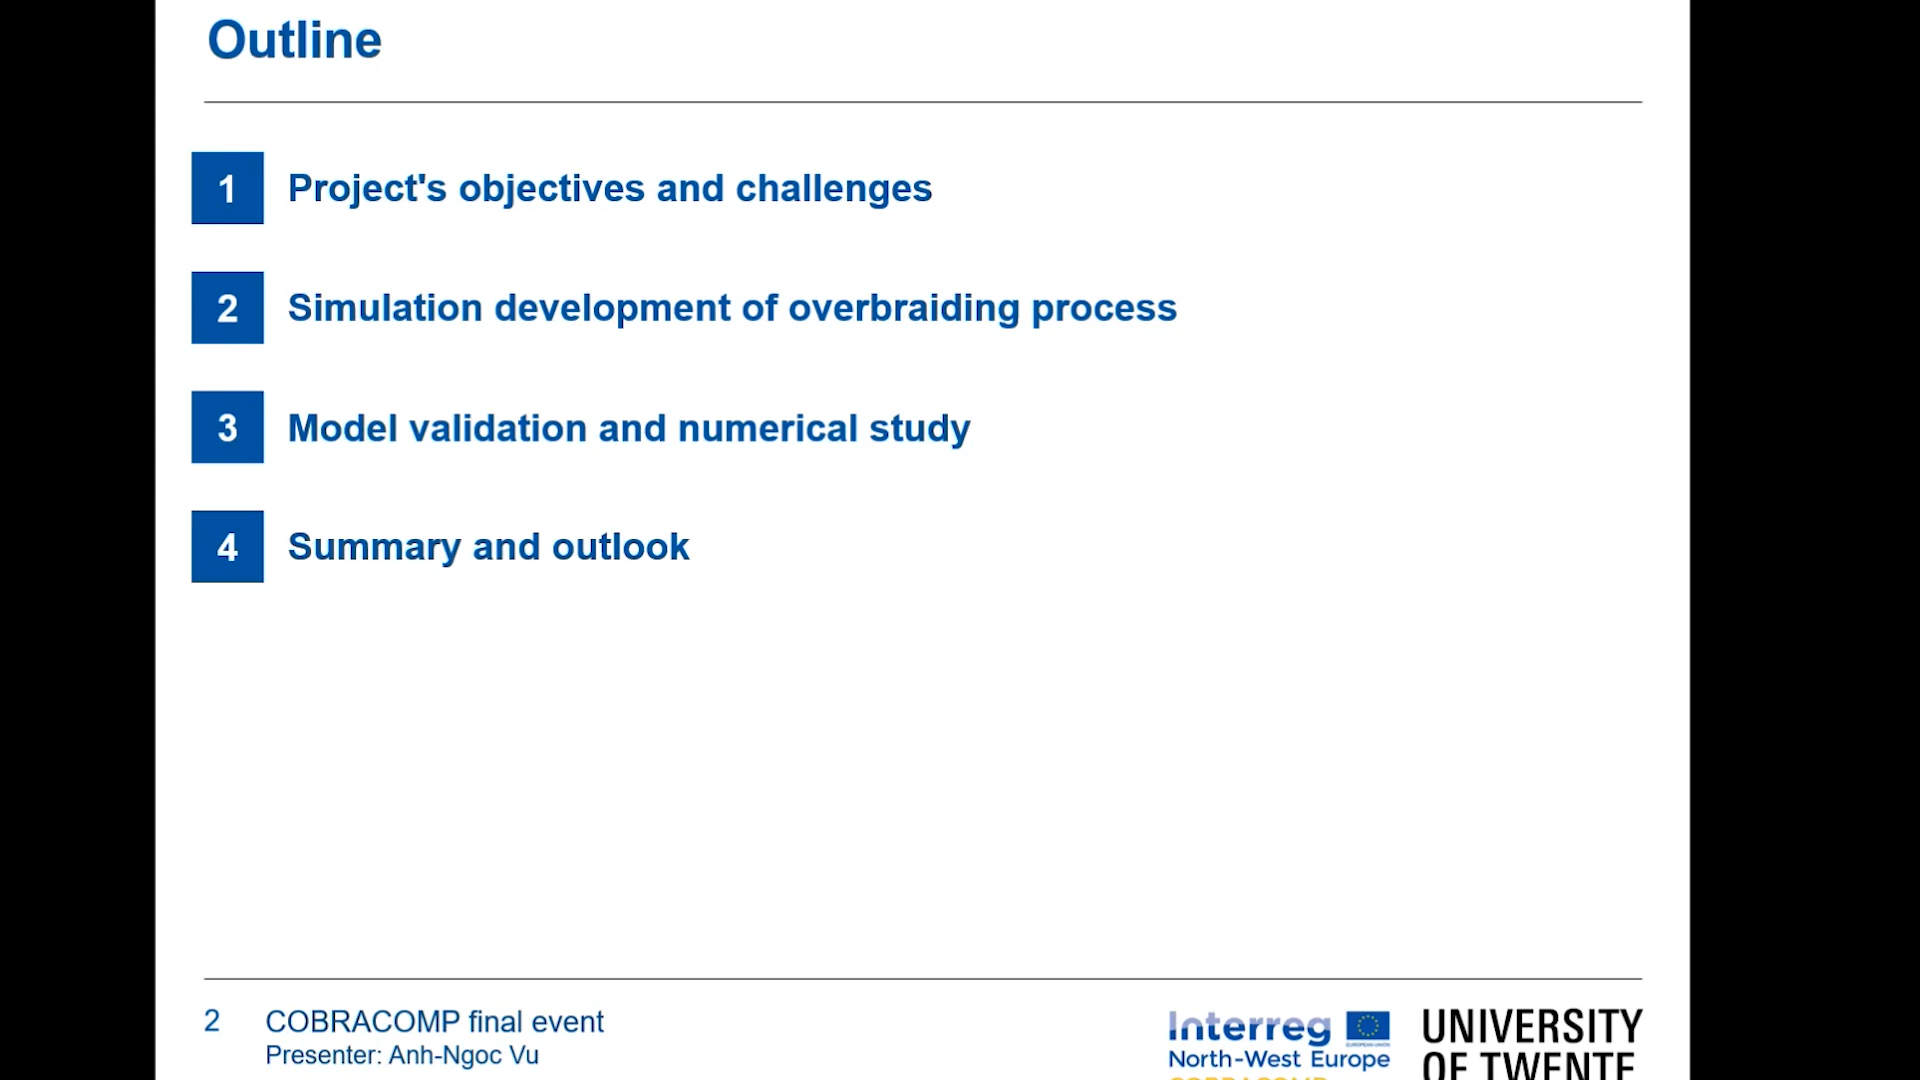 Outline
1 Project's objectives and challenges
2 Simulation development of overbraiding process
3 Model validation and numerical study
4 Summary and outlook
2 COBRACOMP final event
Presenter: Anh-Ngoc Vu
Interreg
North-West Europe
COBRACOMP
UNIVERSITY
OF TWENTE